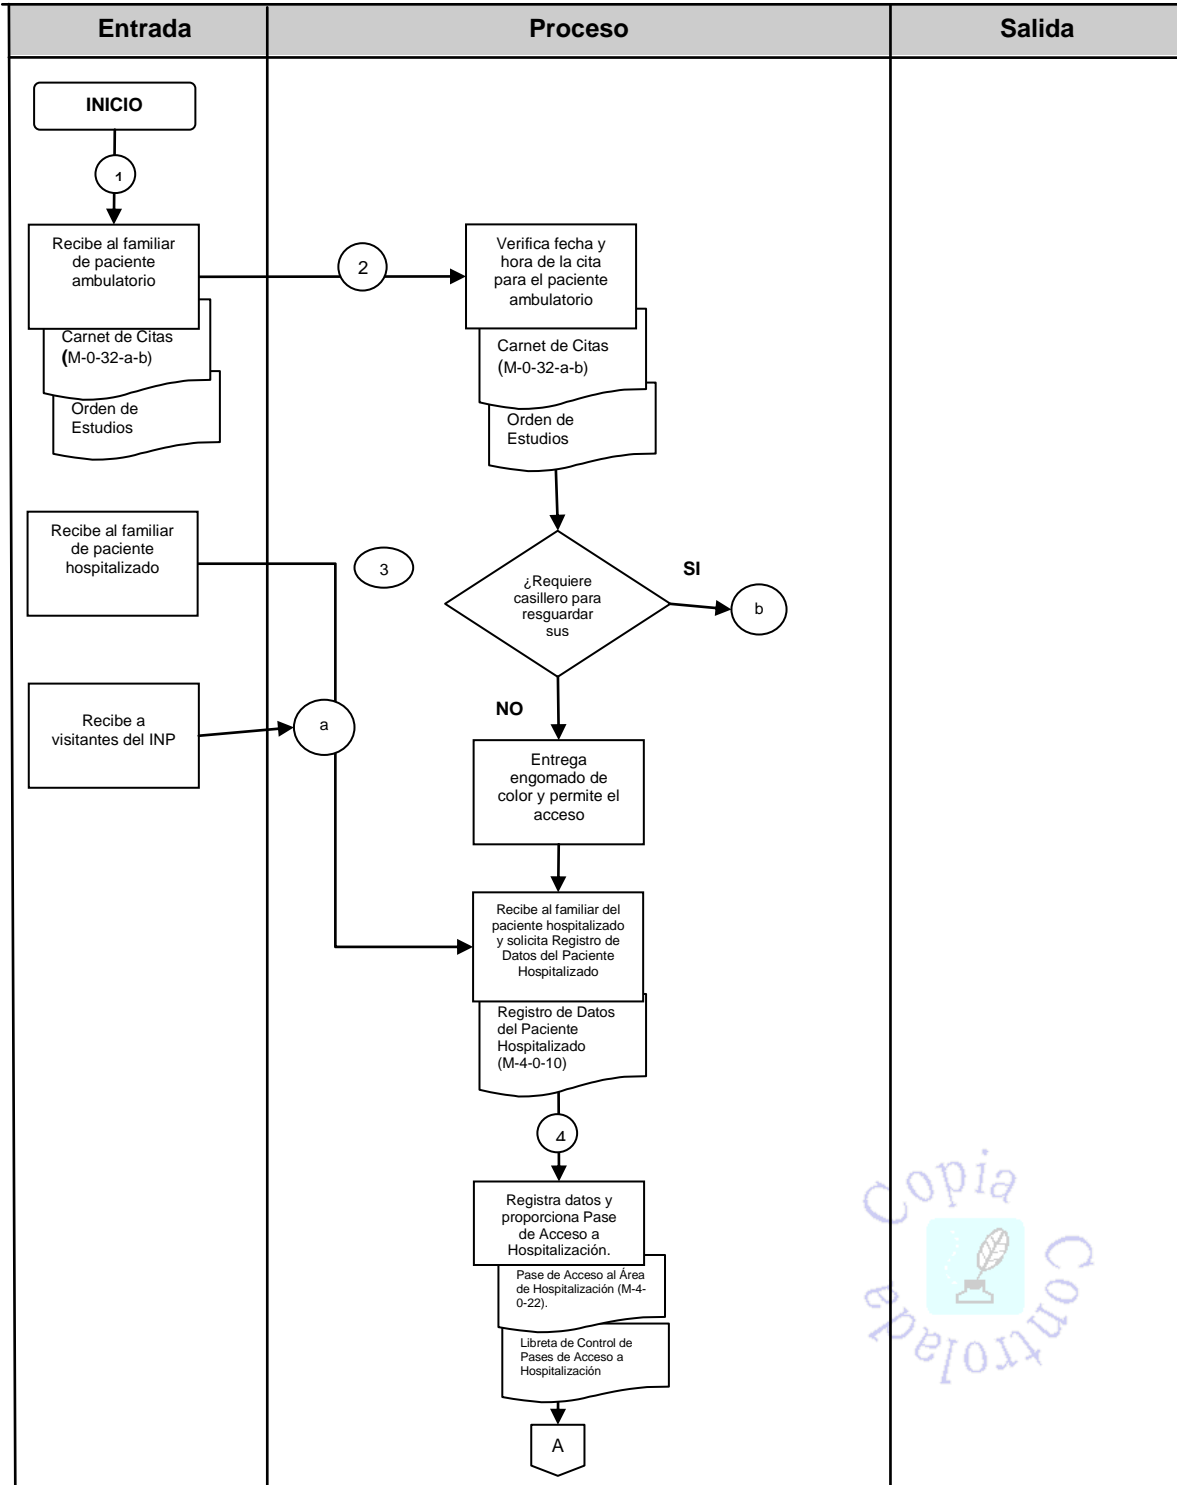 Entrada
Proceso
Salida
INICIO
1
Recibe al familiar
de paciente
ambulatorio
Carnet de Citas
(M-0-32-a-b)
Orden de
Estudios
2
Verifica fecha y
hora de la cita
para el paciente
ambulatorio
Carnet de Citas
(M-0-32-a-b)
Orden de
Estudios
Recibe al familiar
de paciente
hospitalizado
3
¿Requiere
casillero para
resguardar
sus
SI
b
Recibe a
visitantes del INP
a
NO
Entrega
engomado de
color y permite el
acceso
Recibe al familiar del
paciente hospitalizado
y solicita Registro de
Datos del Paciente
Hospitalizado
Registro de Datos
del Paciente
Hospitalizado
(M-4-0-10)
4
Registra datos y
proporciona Pase
de Acceso a
Hospitalización.
Pase de Acceso al Área
de Hospitalización (M-4-
0-22).
Libreta de Control de
Pases de Acceso a
Hospitalización
A
Copia
Controlada